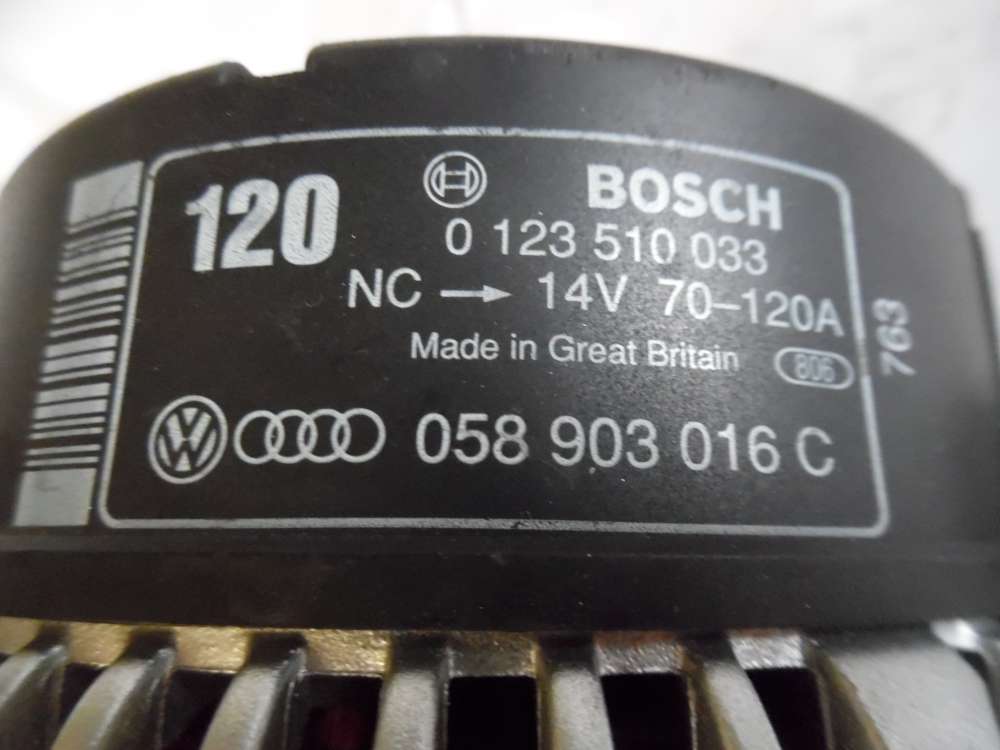 120
BOSCH
0 123 510 033
NC → 14V 70–120A
Made in Great Britain 806
058 903 016 C
763